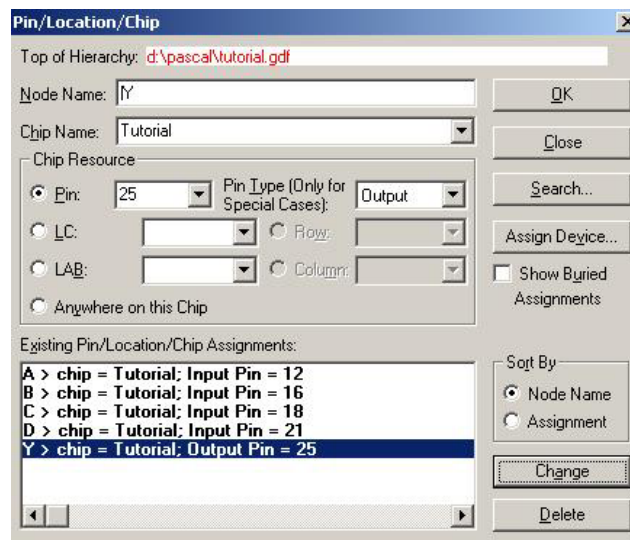 Pin/Location/Chip
Top of Hierarchy: d:\pascal\tutorial.gdf
Node Name: Y
OK
Chip Name: Tutorial
Close
Chip Resource
Pin: 25 Pin Type (Only for Special Cases): Output
Search...
LC: Row:
Assign Device...
LAB: Column:
Show Buried Assignments
Anywhere on this Chip
Existing Pin/Location/Chip Assignments:
A > chip = Tutorial; Input Pin = 12
B > chip = Tutorial; Input Pin = 16
C > chip = Tutorial; Input Pin = 18
D > chip = Tutorial; Input Pin = 21
Y > chip = Tutorial; Output Pin = 25
Sort By
Node Name
Assignment
Change
Delete